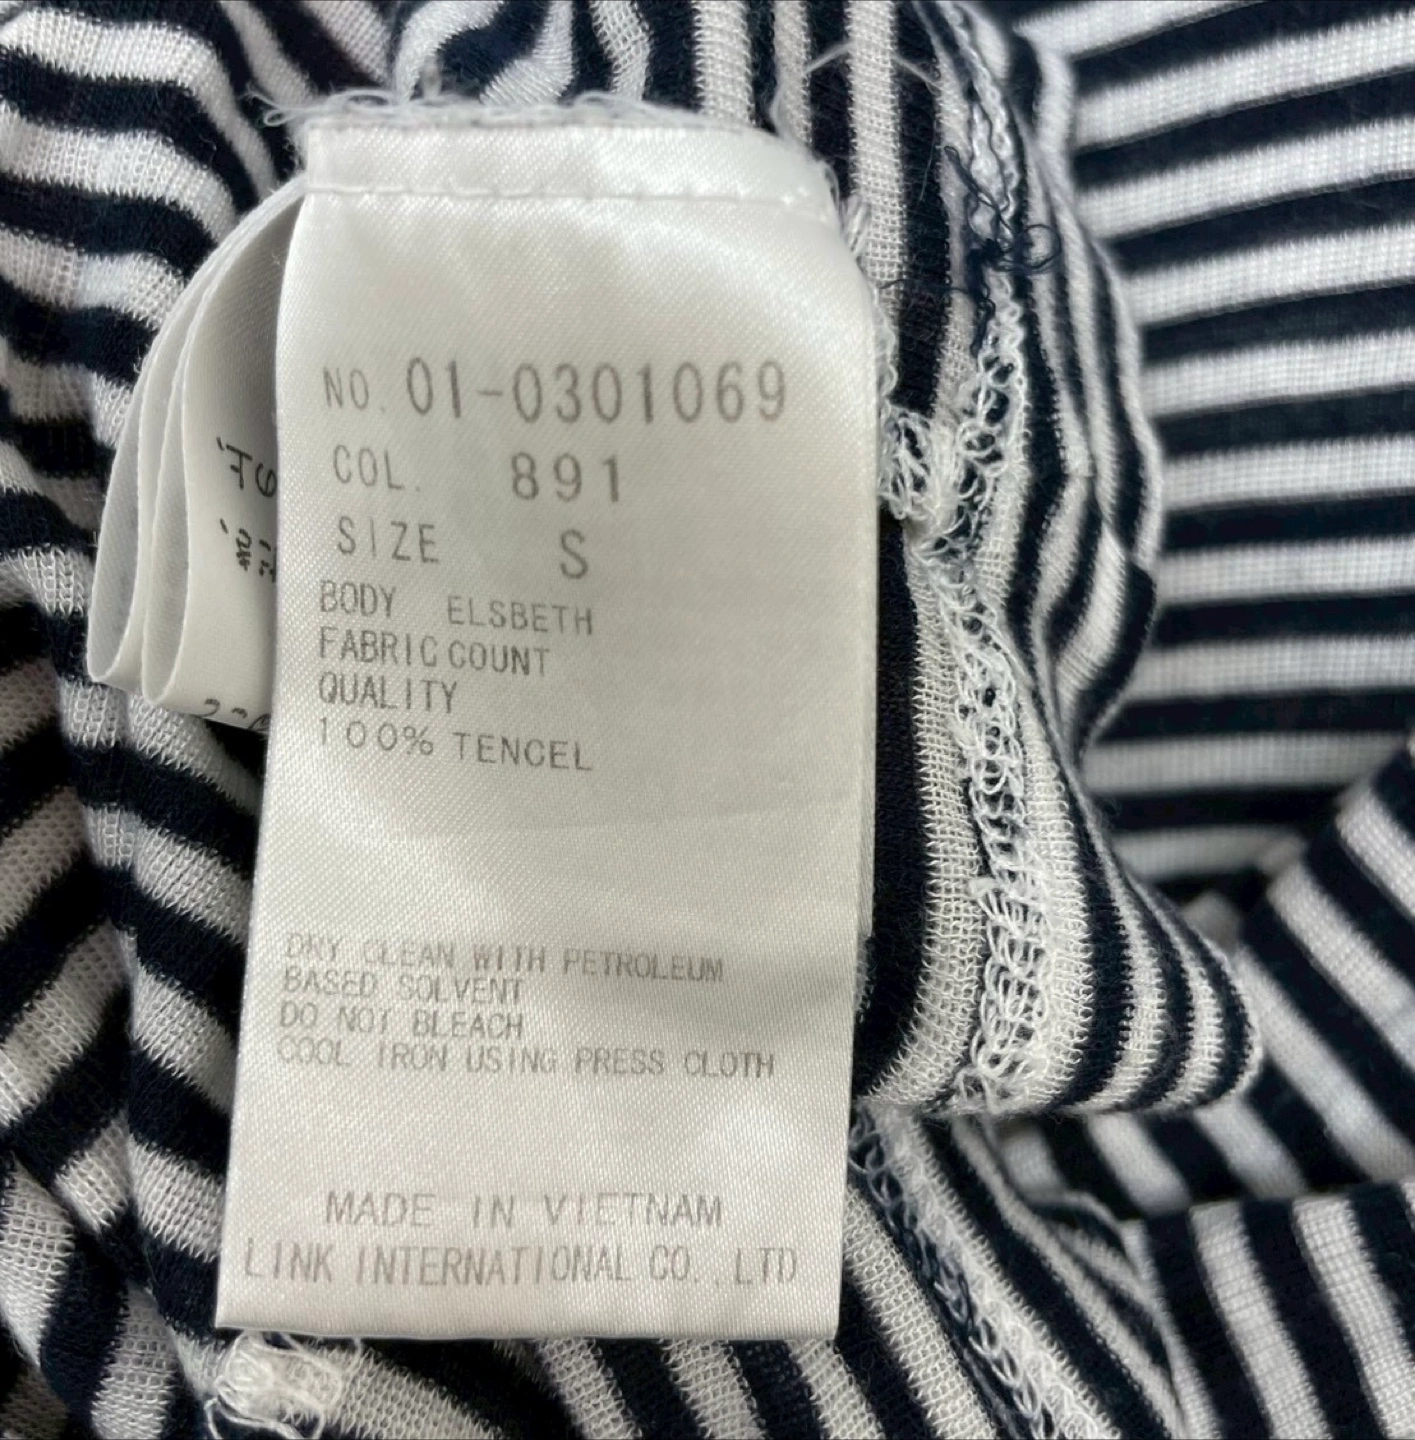 NO. 01-0301069
COL. 891
SIZE S
BODY ELSBETH
FABRIC COUNT
QUALITY
100% TENCEL
DRY CLEAN WITH PETROLEUM
BASED SOLVENT
DO NOT BLEACH
COOL IRON USING PRESS CLOTH
MADE IN VIETNAM
LINK INTERNATIONAL CO.,LTD